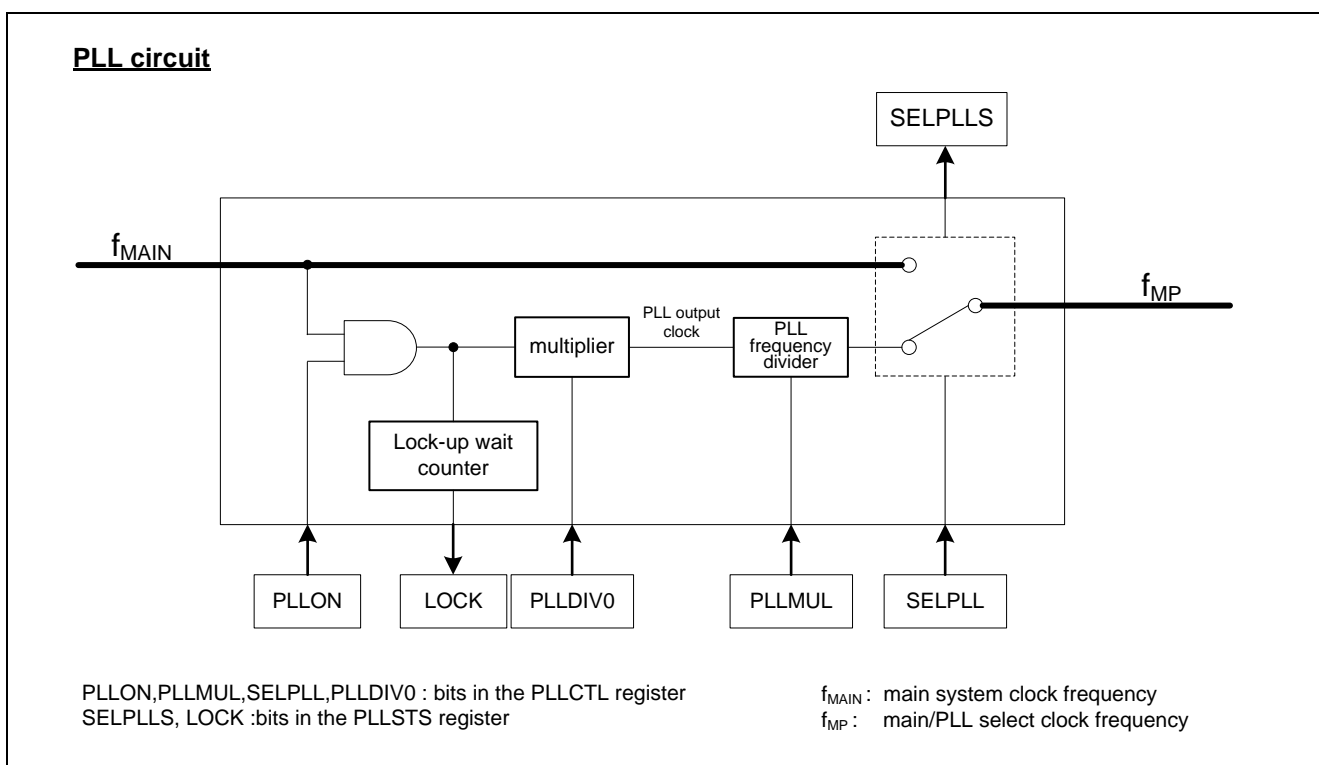 PLL circuit
SELPLLS
fMAIN
fMP
PLL output
clock
multiplier
PLL
frequency
divider
Lock-up wait
counter
PLLON
LOCK
PLLDIV0
PLLMUL
SELPLL
PLLON,PLLMUL,SELPLL,PLLDIV0 : bits in the PLLCTL register
SELPLLS, LOCK :bits in the PLLSTS register
fMAIN : main system clock frequency
fMP : main/PLL select clock frequency